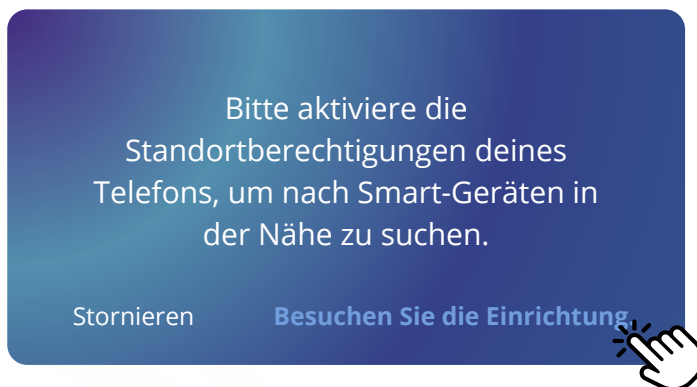 Bitte aktiviere die
Standortberechtigungen deines
Telefons, um nach Smart-Geräten in
der Nähe zu suchen.
Stornieren Besuchen Sie die Einrichtung.